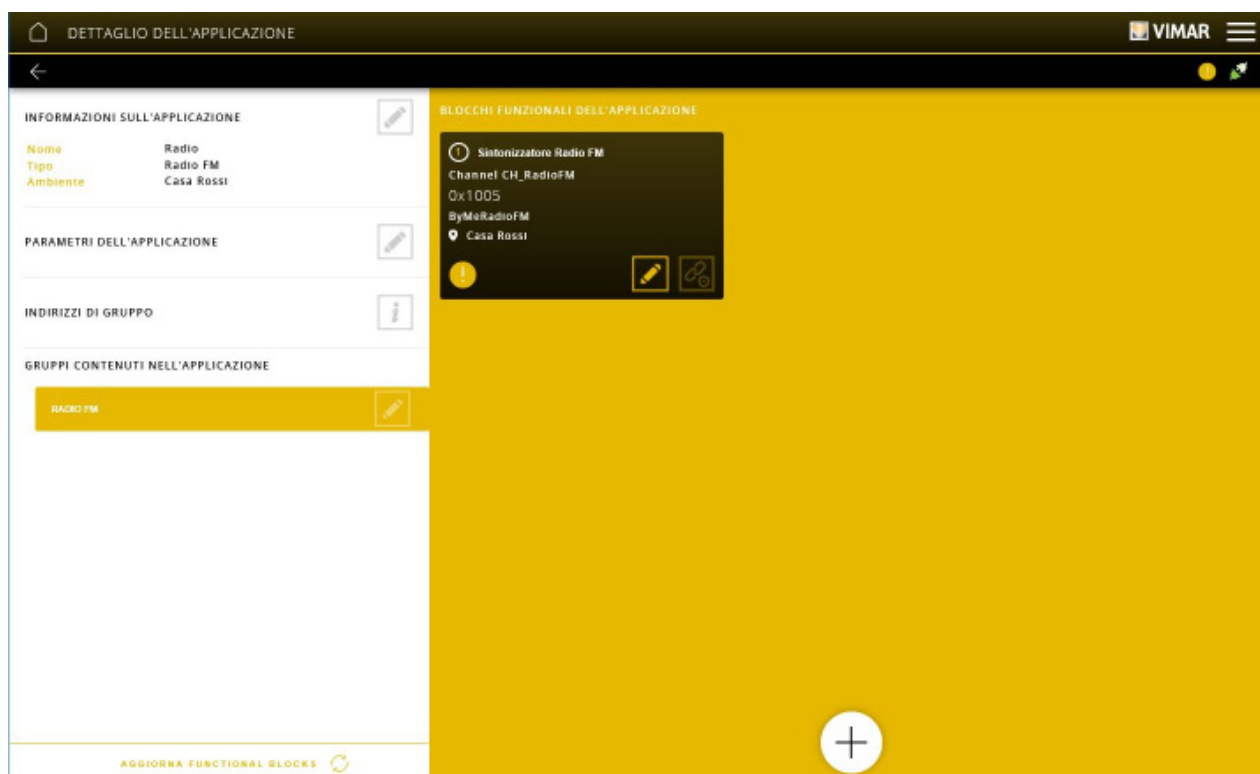 DETTAGLIO DELL'APPLICAZIONE
VIMAR
INFORMAZIONI SULL'APPLICAZIONE
Nome Radio
Tipo Radio FM
Ambiente Casa Rossi
PARAMETRI DELL'APPLICAZIONE
INDIRIZZI DI GRUPPO
GRUPPI CONTENUTI NELL'APPLICAZIONE
RADIO FM
AGGIORNA FUNCTIONAL BLOCKS
BLOCCHI FUNZIONALI DELL'APPLICAZIONE
1 Sintonizzatore Radio FM
Channel CH_RadioFM
0x1005
ByMeRadioFM
Casa Rossi